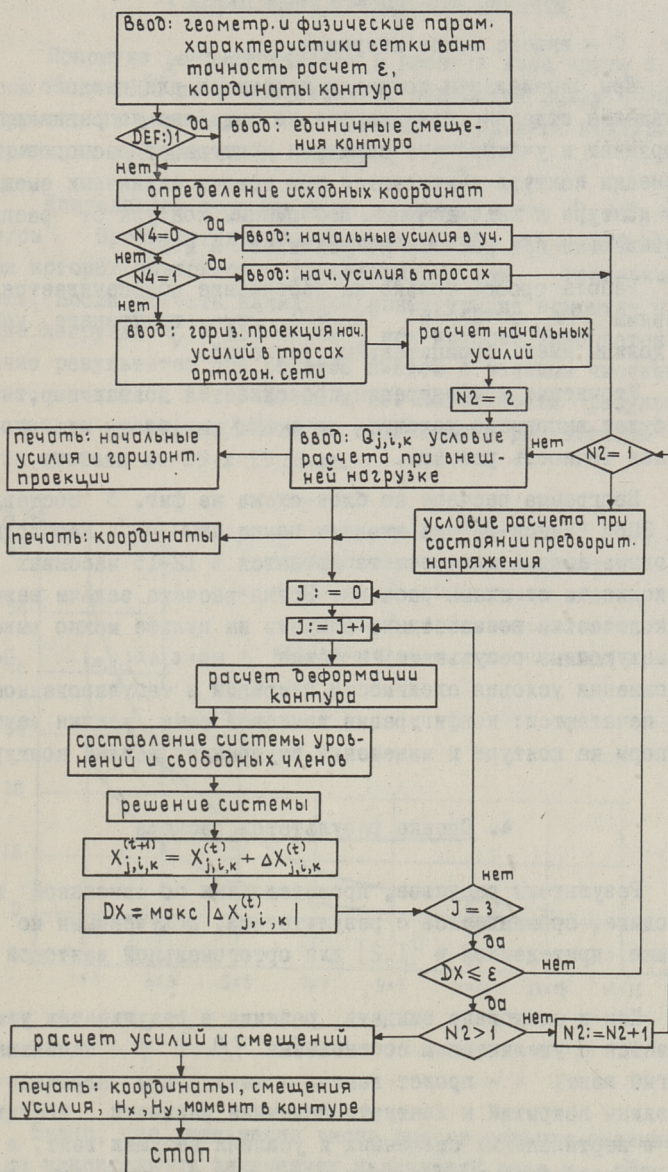 Ввод: геометр. и физические парам.
характеристики сетки вант
точность расчет ε,
координаты контура
DEF:)1
да
Ввод: единичные смеще-
ния контура
нет
определение исходных координат
N4=0
да
ввод: начальные усилия в уч.
нет
N4=1
да
ввод: нач. усилия в тросах
нет
ввод: гориз. проекция нач.
усилий в тросах
ортогон. сети
расчет начальных
усилий
N2 = 2
печать: начальные
усилия и горизонт.
проекции
ввод: Qj,i,к условие
расчета при внеш-
ней нагрузке
нет
N2= 1
печать: координаты
условие расчета при
состоянии предворит.
напряжения
J : = 0
J := J+1
расчет деформации
контура
составление системы урав-
нений и свободных членов
решение системы
X(t+1)j,i,к = X(t)j,i,к + ΔX(t)j,i,к
DX = макс |ΔX(t)j,i,к|
нет
J = 3
да
DX ≤ ε
нет
да
N2 > 1
нет
N2:=N2+1
расчет усилий и смещений
печать: координаты, смещения
усилия, Hx, Hy, момент в контуре
стоп